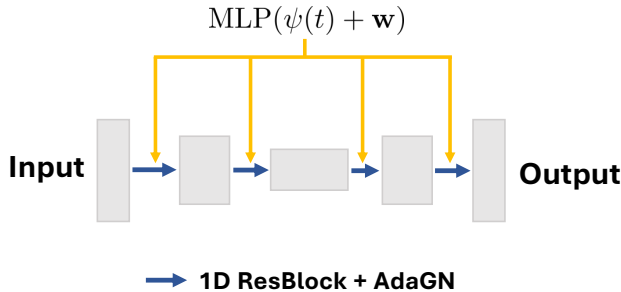 MLP(ψ(t) + w)
Input
Output
1D ResBlock + AdaGN